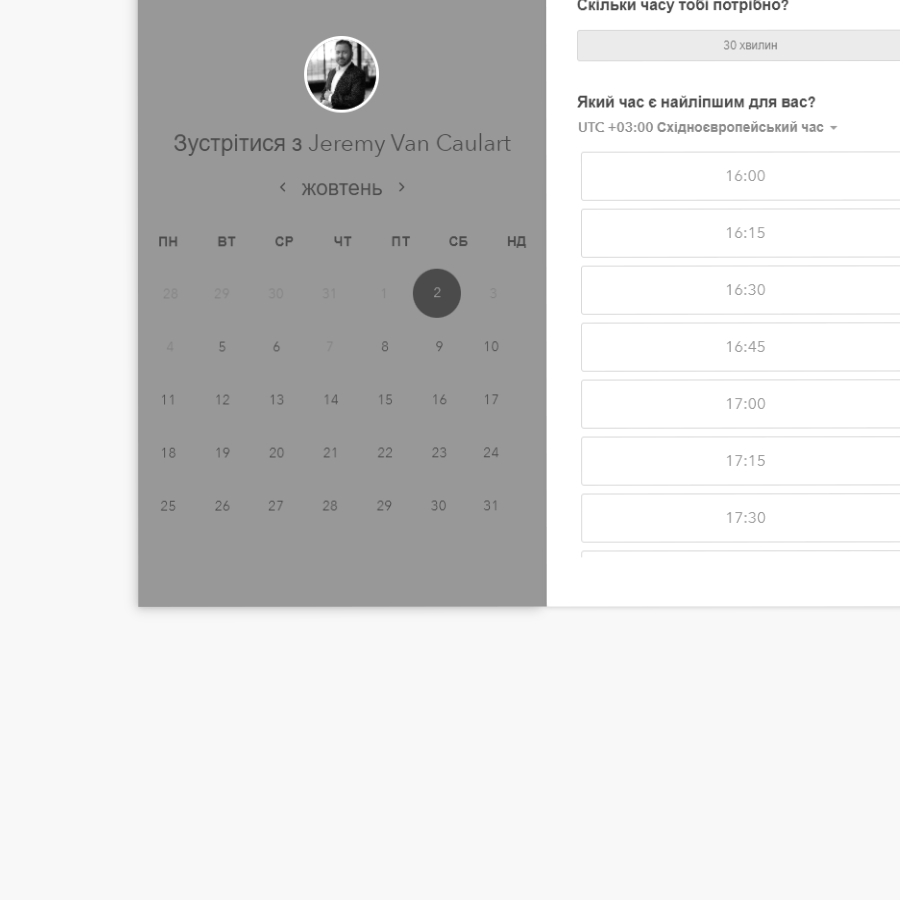 Скільки часу тобі потрібно?
30 хвилин
Який час є найліпшим для вас?
UTC +03:00 Східноєвропейський час
16:00
16:15
16:30
16:45
17:00
17:15
17:30
Зустрітися з Jeremy Van Caulart
жовтень
ПН ВТ СР ЧТ ПТ СБ НД
28 29 30 31 1 2 3
4 5 6 7 8 9 10
11 12 13 14 15 16 17
18 19 20 21 22 23 24
25 26 27 28 29 30 31